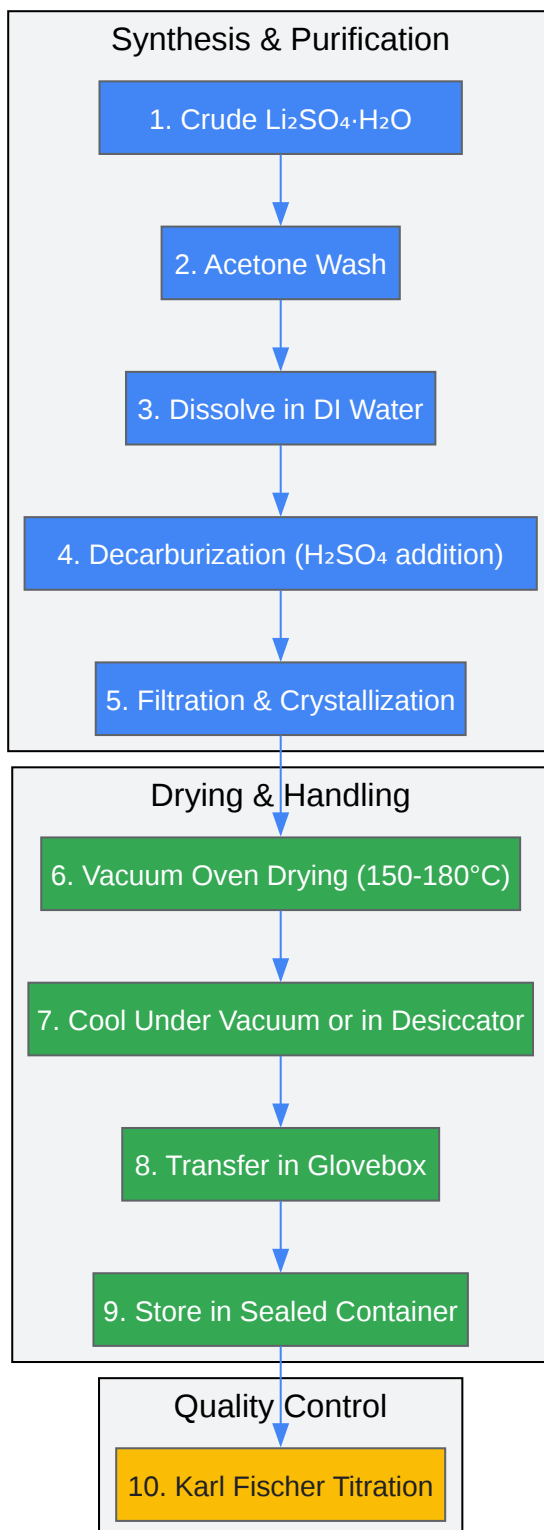 Synthesis & Purification
1. Crude Li₂SO₄·H₂O
2. Acetone Wash
3. Dissolve in DI Water
4. Decarburization (H₂SO₄ addition)
5. Filtration & Crystallization
Drying & Handling
6. Vacuum Oven Drying (150-180°C)
7. Cool Under Vacuum or in Desiccator
8. Transfer in Glovebox
9. Store in Sealed Container
Quality Control
10. Karl Fischer Titration